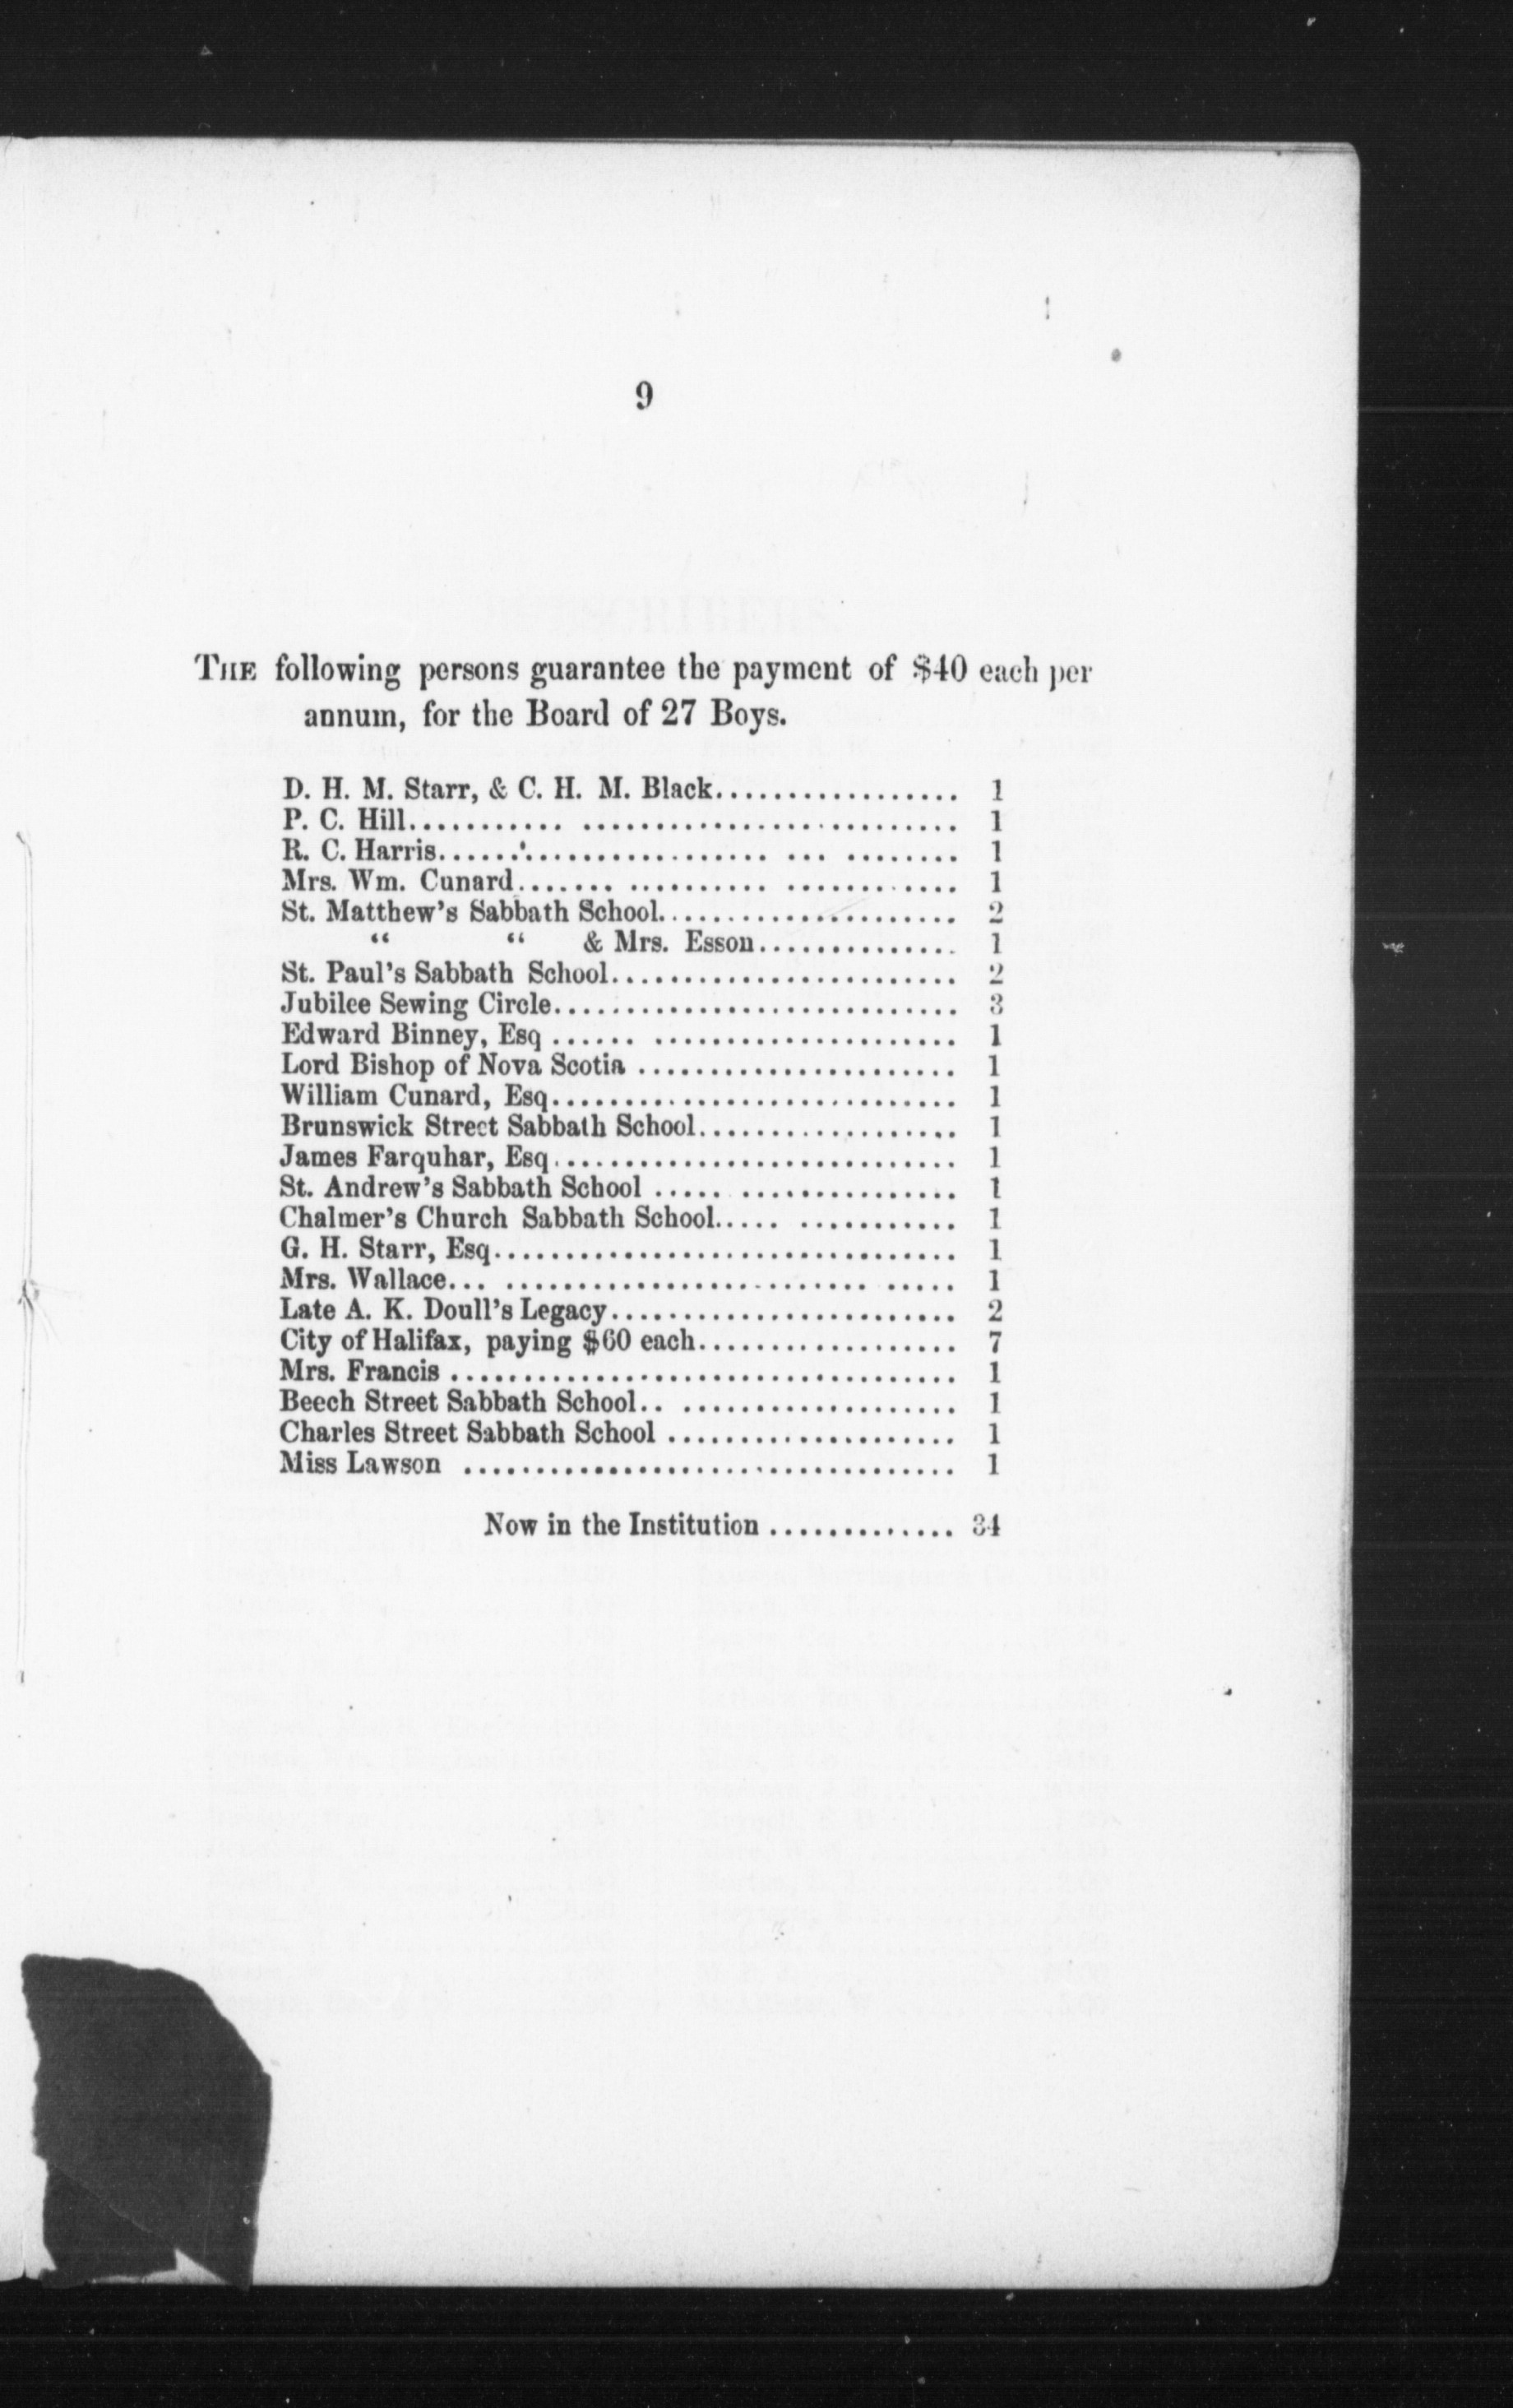 9
THE following persons guarantee the payment of $40 each per
annum, for the Board of 27 Boys.
D. H. M. Starr, & C. H. M. Black.................. 1
P. C. Hill........... .......................... 1
R. C. Harris.......................... ... ........ 1
Mrs. Wm. Cunard....... .......... ............ 1
St. Matthew's Sabbath School..................... 2
“ “ & Mrs. Esson.............. 1
St. Paul's Sabbath School........................ 2
Jubilee Sewing Circle............................ 3
Edward Binney, Esq ...... ..................... 1
Lord Bishop of Nova Scotia ...................... 1
William Cunard, Esq............................ 1
Brunswick Street Sabbath School.................. 1
James Farquhar, Esq............................ 1
St. Andrew's Sabbath School ..... ............... 1
Chalmer's Church Sabbath School..... ........... 1
G. H. Starr, Esq................................ 1
Mrs. Wallace... ......................... ..... 1
Late A. K. Doull's Legacy........................ 2
City of Halifax, paying $60 each.................. 7
Mrs. Francis ................................... 1
Beech Street Sabbath School.. ................... 1
Charles Street Sabbath School .................... 1
Miss Lawson .................................. 1
Now in the Institution ............. 34